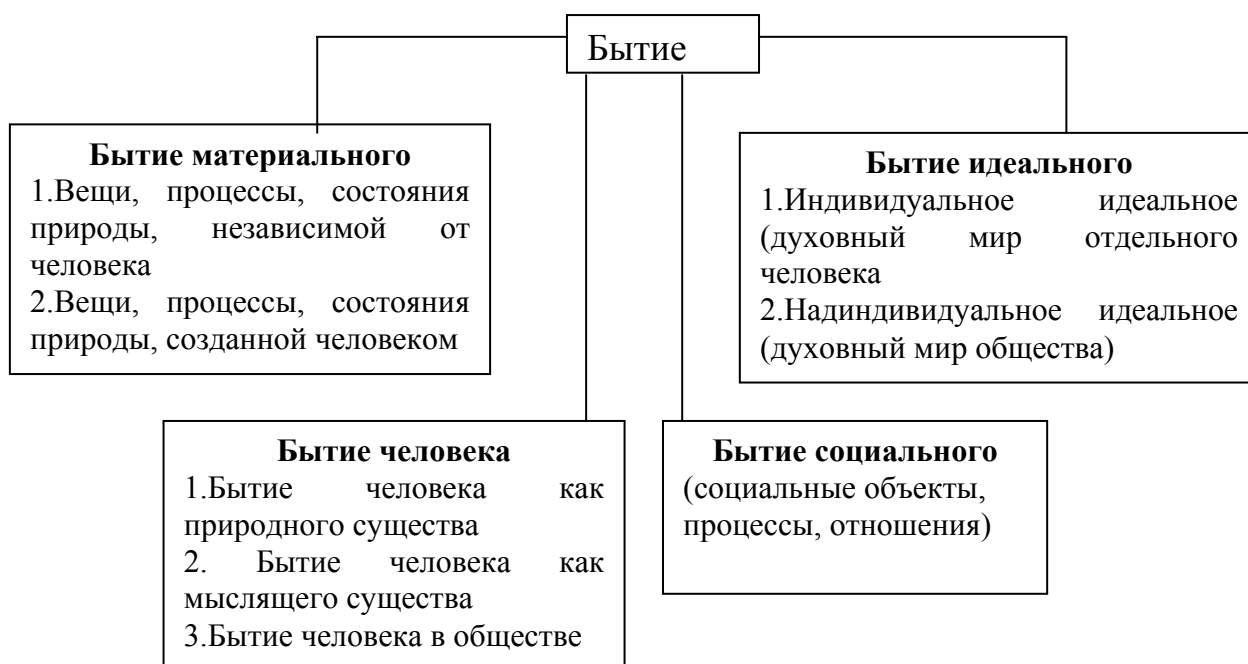 Бытие
Бытие материального
1.Вещи, процессы, состояния
природы, независимой от
человека
2.Вещи, процессы, состояния
природы, созданной человеком
Бытие идеального
1.Индивидуальное идеальное
(духовный мир отдельного
человека
2.Надиндивидуальное идеальное
(духовный мир общества)
Бытие человека
1.Бытие человека как
природного существа
2. Бытие человека как
мыслящего существа
3.Бытие человека в обществе
Бытие социального
(социальные объекты,
процессы, отношения)